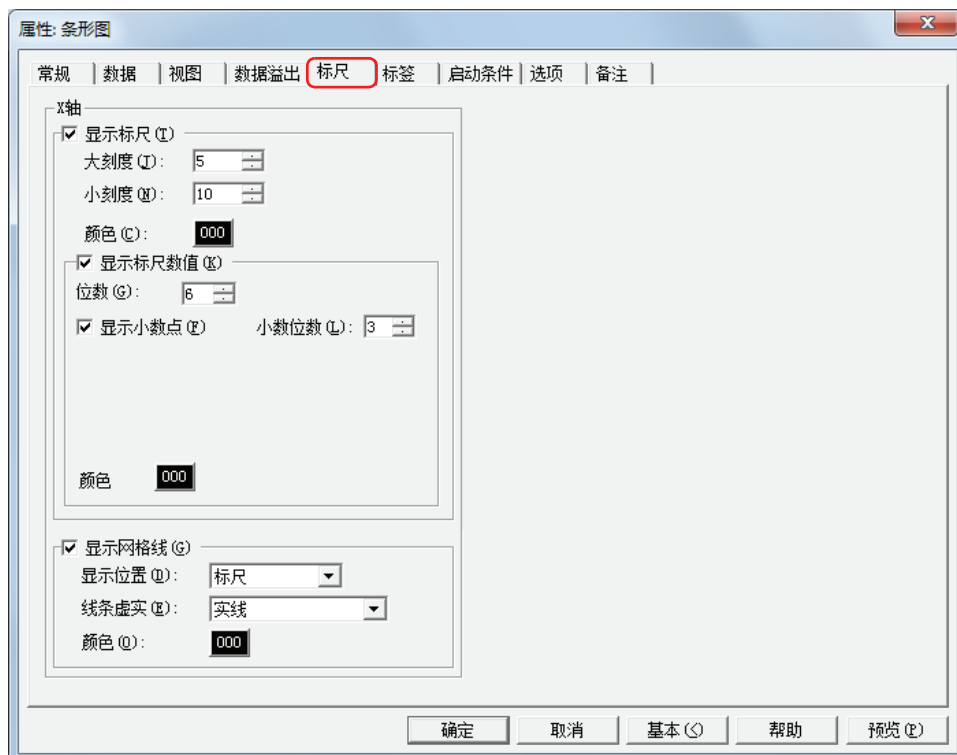 属性: 条形图
x
常规 数据 视图 数据溢出 标尺 标签 启动条件 选项 备注
X轴
显示标尺(T)
大刻度(J): 5
小刻度(N): 10
颜色(C): 000
显示标尺数值(K)
位数(G): 6
显示小数点(F) 小数位数(L): 3
颜色 000
显示网格线(G)
显示位置(D): 标尺
线条虚实(E): 实线
颜色(O): 000
确定 取消 基本(<) 帮助 预览(P)